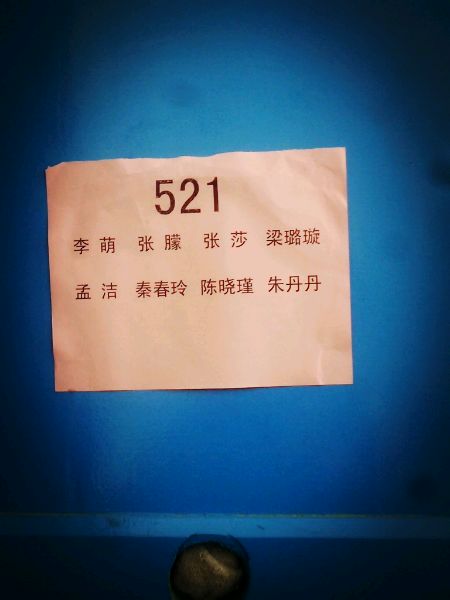 521
李 萌 张 朦 张 莎 梁璐璇
孟 洁 秦春玲 陈晓瑾 朱丹丹